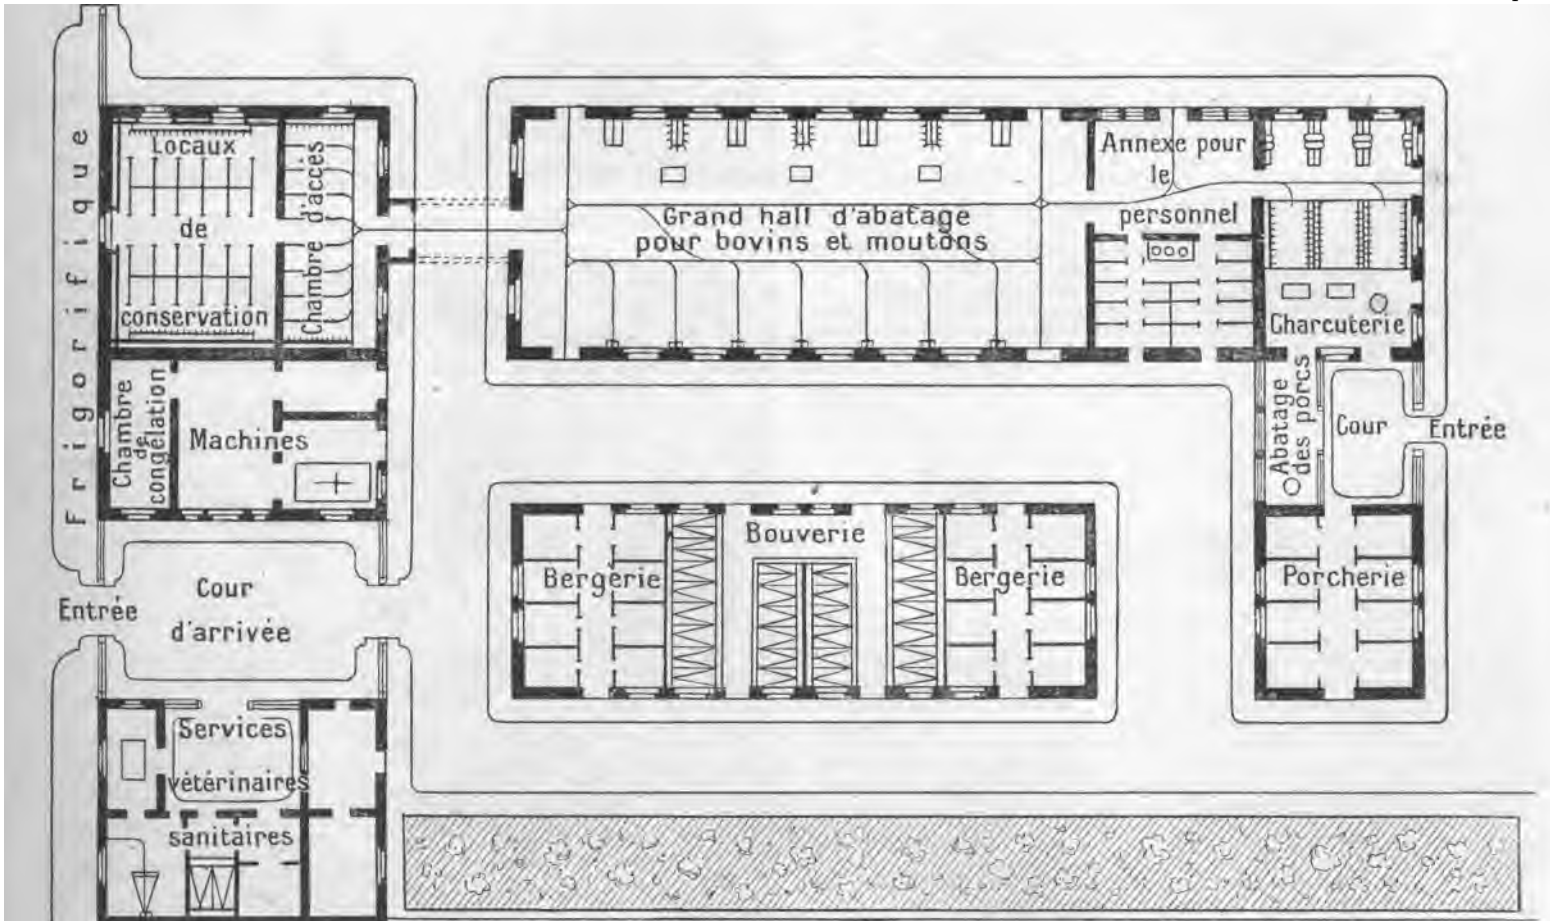 Frigorifique
Locaux
de
conservation
Chambre d'accès
Chambre
de
congélation
Machines
Grand hall d'abatage
pour bovins et moutons
Annexe pour
le
personnel
Charcuterie
Abatage
des porcs
Cour
Entrée
Bergerie
Bouverie
Bergerie
Porcherie
Entrée
Cour
d'arrivée
Services
vétérinaires
sanitaires